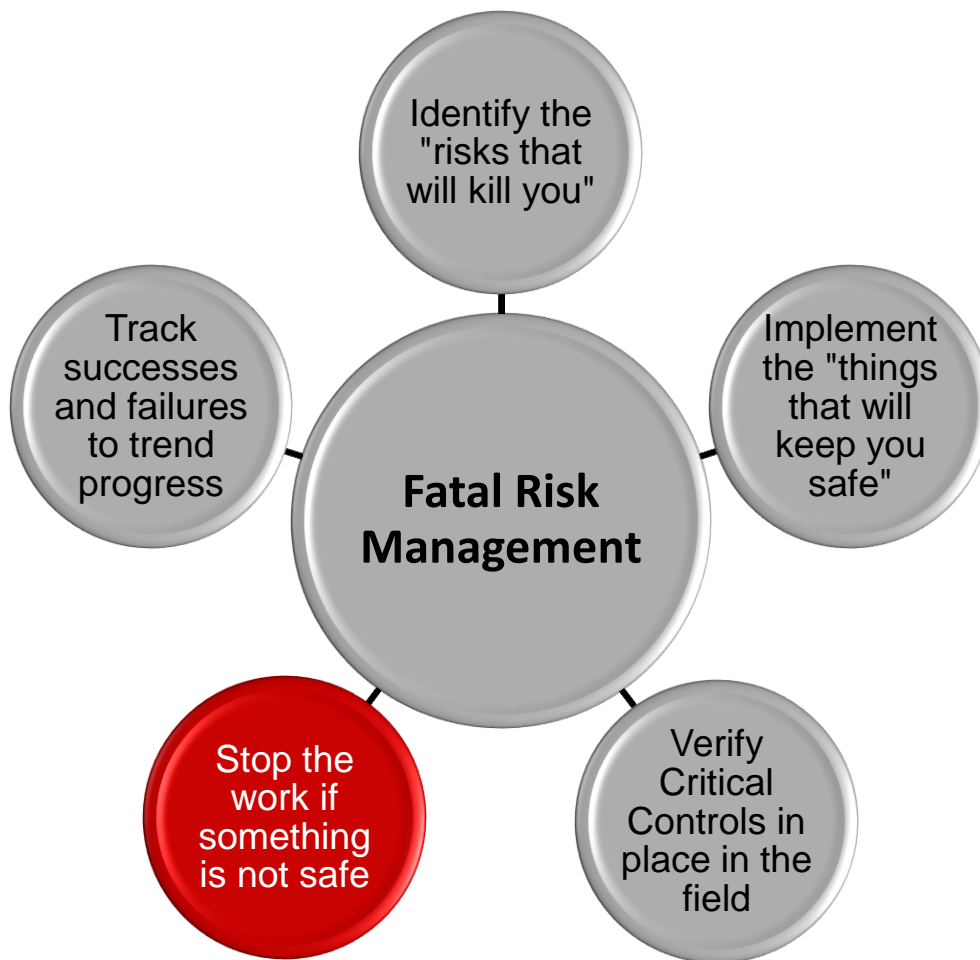 Identify the
"risks that
will kill you"
Implement
the "things
that will
keep you
safe"
Verify
Critical
Controls in
place in the
field
Stop the
work if
something
is not safe
Track
successes
and failures
to trend
progress
Fatal Risk
Management